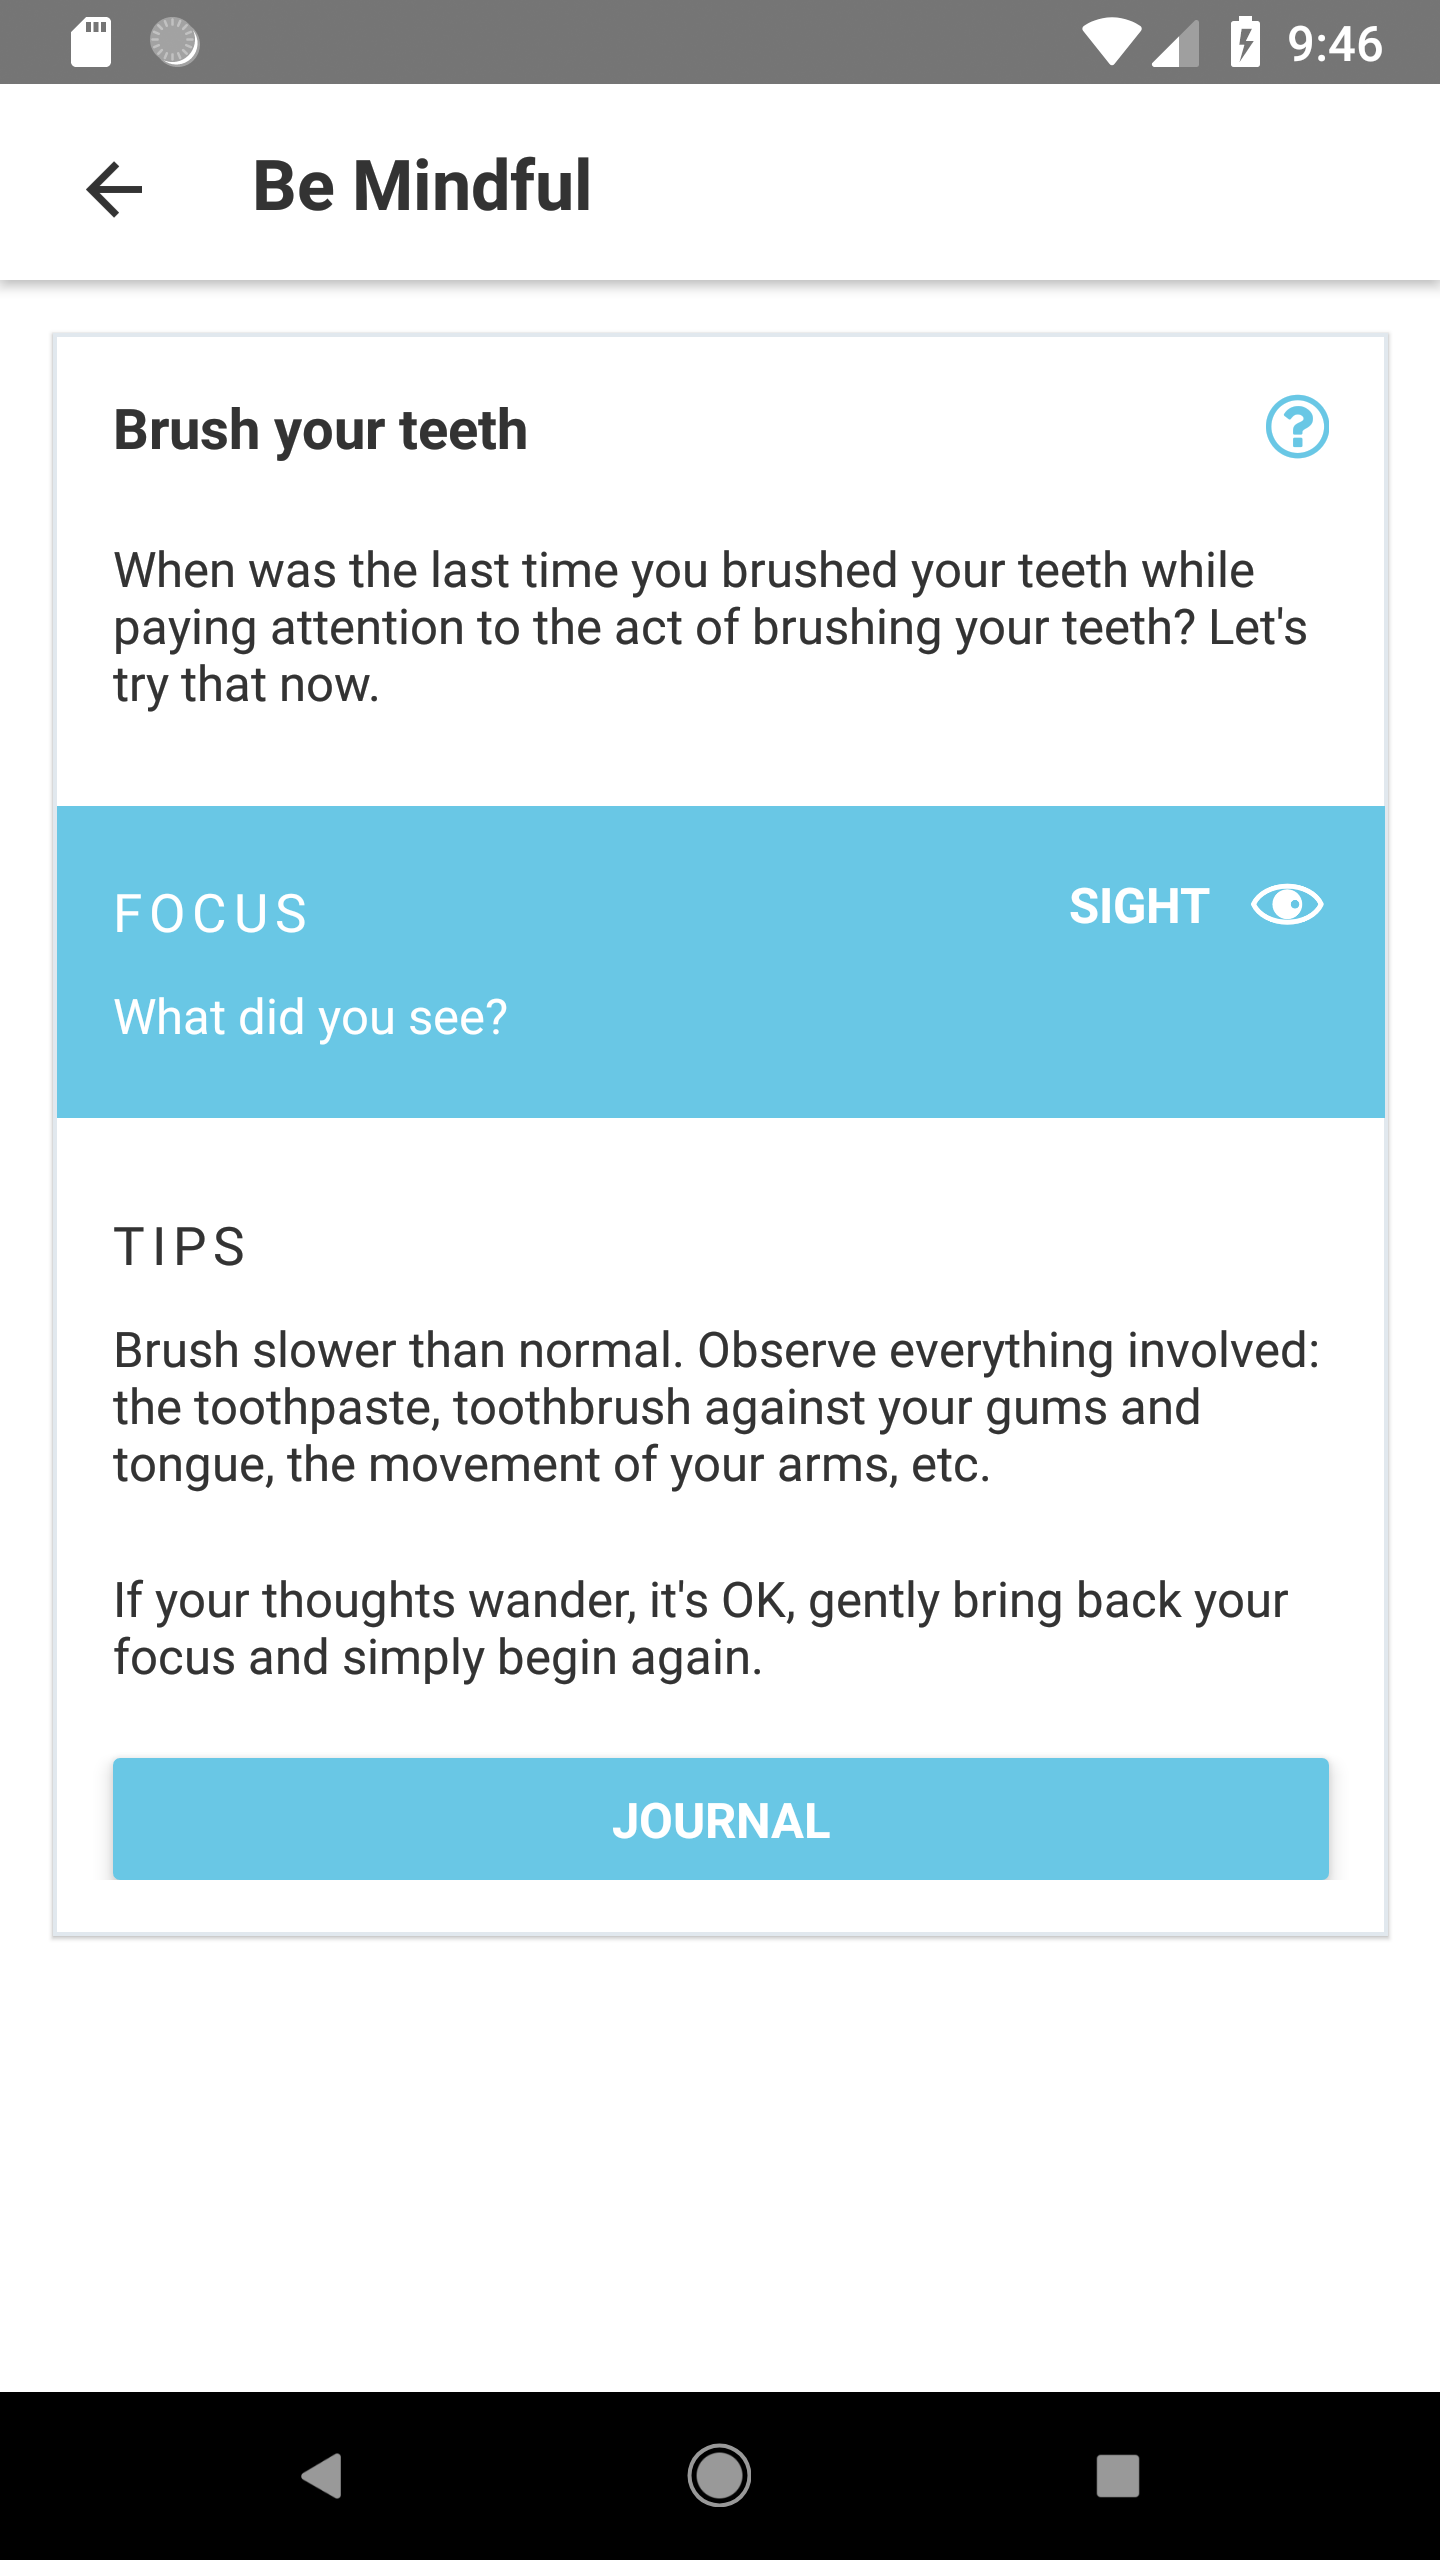 9:46
Be Mindful
Brush your teeth
When was the last time you brushed your teeth while
paying attention to the act of brushing your teeth? Let's
try that now.
FOCUS
SIGHT
What did you see?
TIPS
Brush slower than normal. Observe everything involved:
the toothpaste, toothbrush against your gums and
tongue, the movement of your arms, etc.
If your thoughts wander, it's OK, gently bring back your
focus and simply begin again.
JOURNAL